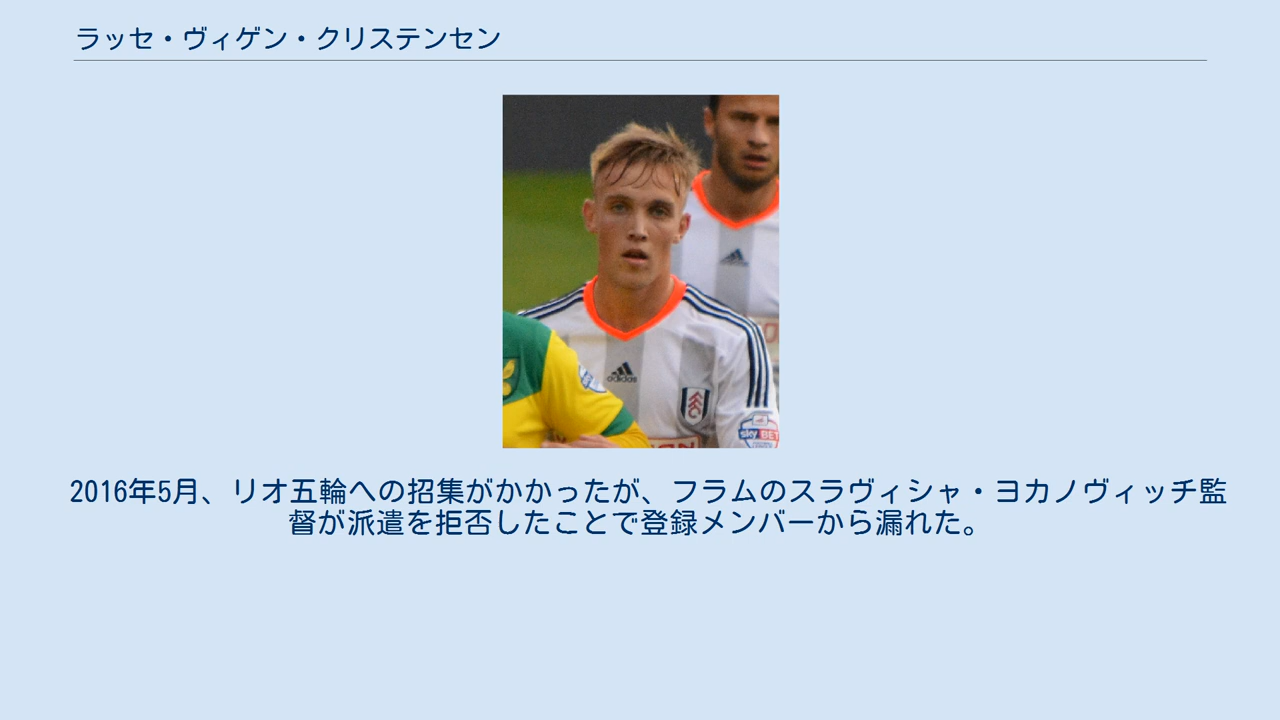 ラッセ・ヴィゲン・クリステンセン
adidas
sky BET
2016年5月、リオ五輪への招集がかかったが、フラムのスラヴィシャ・ヨカノヴィッチ監
督が派遣を拒否したことで登録メンバーから漏れた。